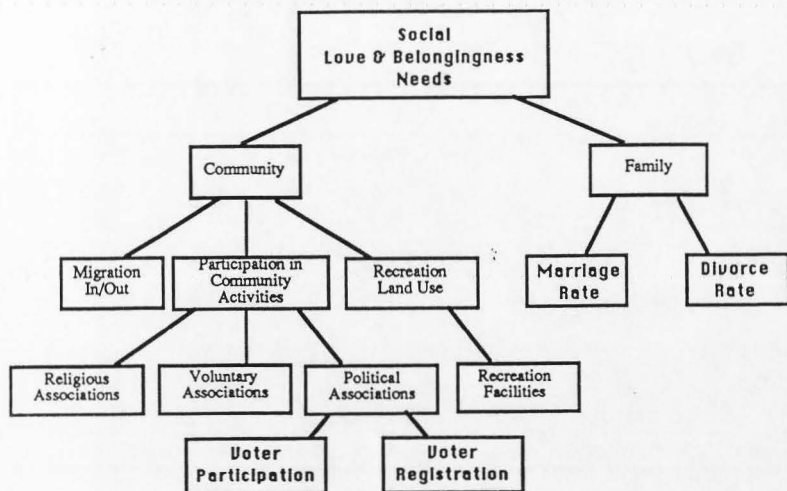 Social
Love & Belongingness
Needs
Community
Family
Migration
In/Out
Participation in
Community
Activities
Recreation
Land Use
Marriage
Rate
Divorce
Rate
Religious
Associations
Voluntary
Associations
Political
Associations
Recreation
Facilities
Voter
Participation
Voter
Registration